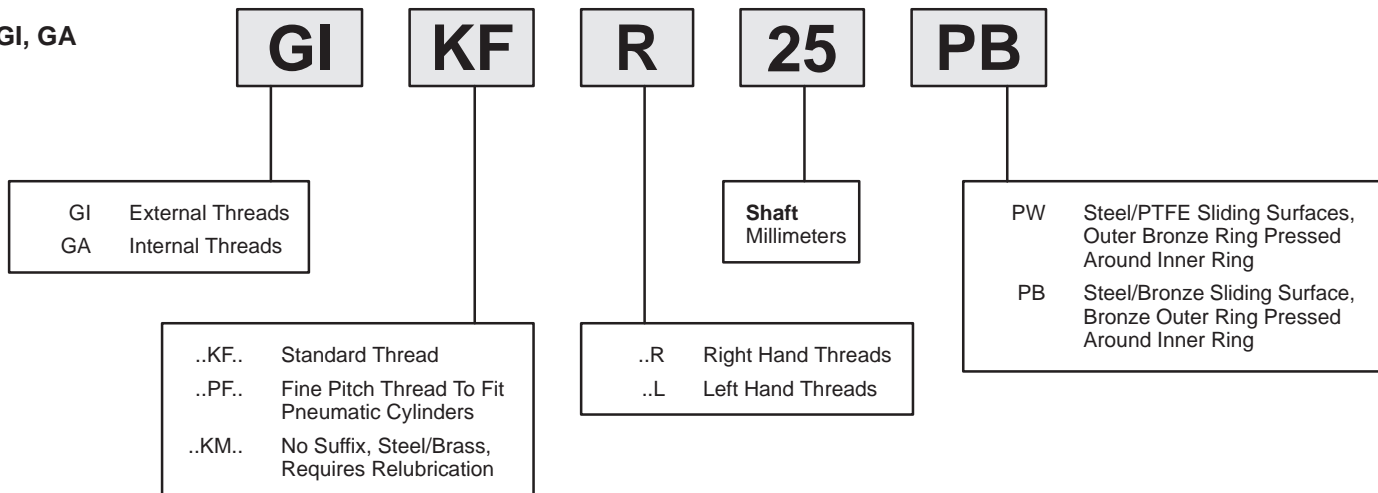 GI, GA
GI KF R 25 PB
GI External Threads
GA Internal Threads
Shaft
Millimeters
PW Steel/PTFE Sliding Surfaces,
Outer Bronze Ring Pressed
Around Inner Ring
PB Steel/Bronze Sliding Surface,
Bronze Outer Ring Pressed
Around Inner Ring
..KF.. Standard Thread
..PF.. Fine Pitch Thread To Fit
Pneumatic Cylinders
..KM.. No Suffix, Steel/Brass,
Requires Relubrication
..R Right Hand Threads
..L Left Hand Threads